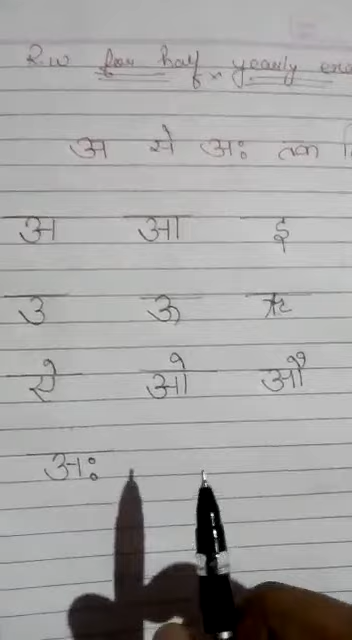 R.W for half yearly
अ से अः तक
अ आ इ
उ ऊ ऋ
ऐ ओ औ
अः